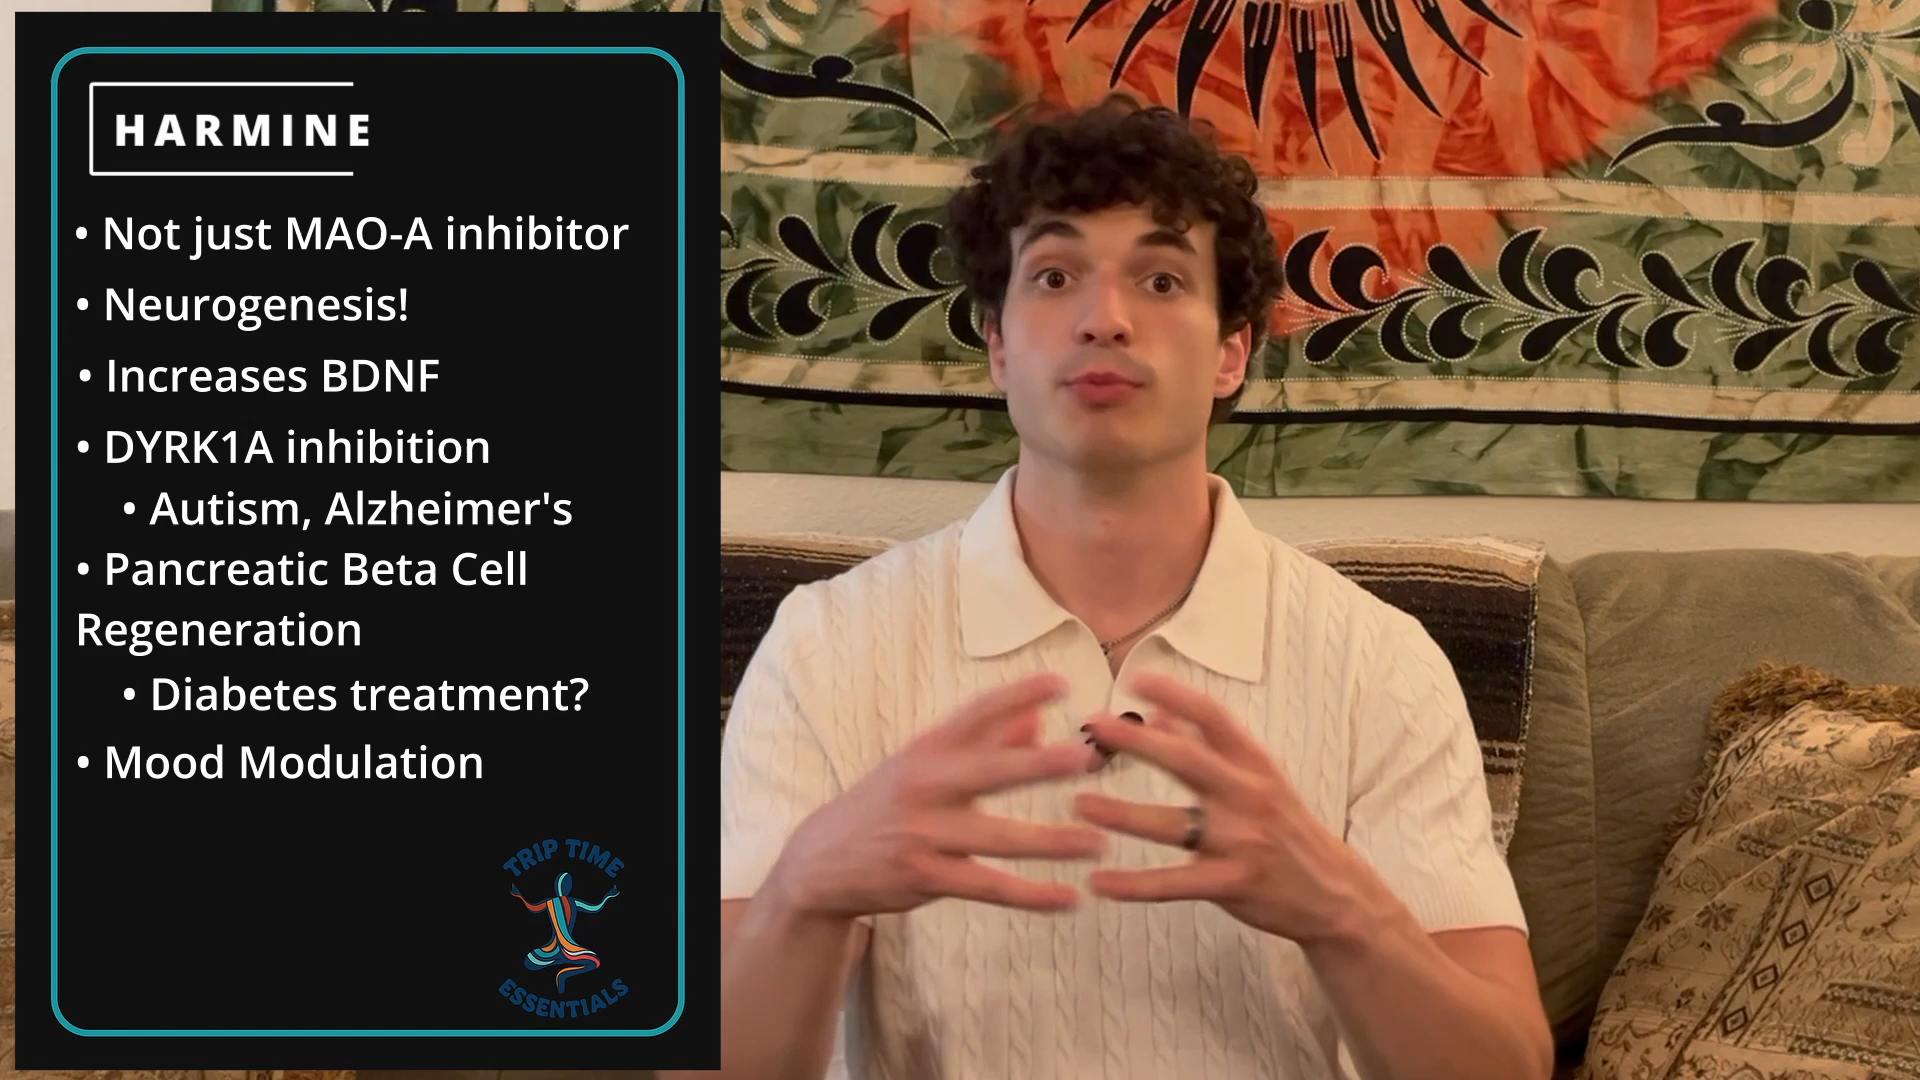 HARMINE
• Not just MAO-A inhibitor
• Neurogenesis!
• Increases BDNF
• DYRK1A inhibition
• Autism, Alzheimer's
• Pancreatic Beta Cell
Regeneration
• Diabetes treatment?
• Mood Modulation
TRIP TIME
ESSENTIALS